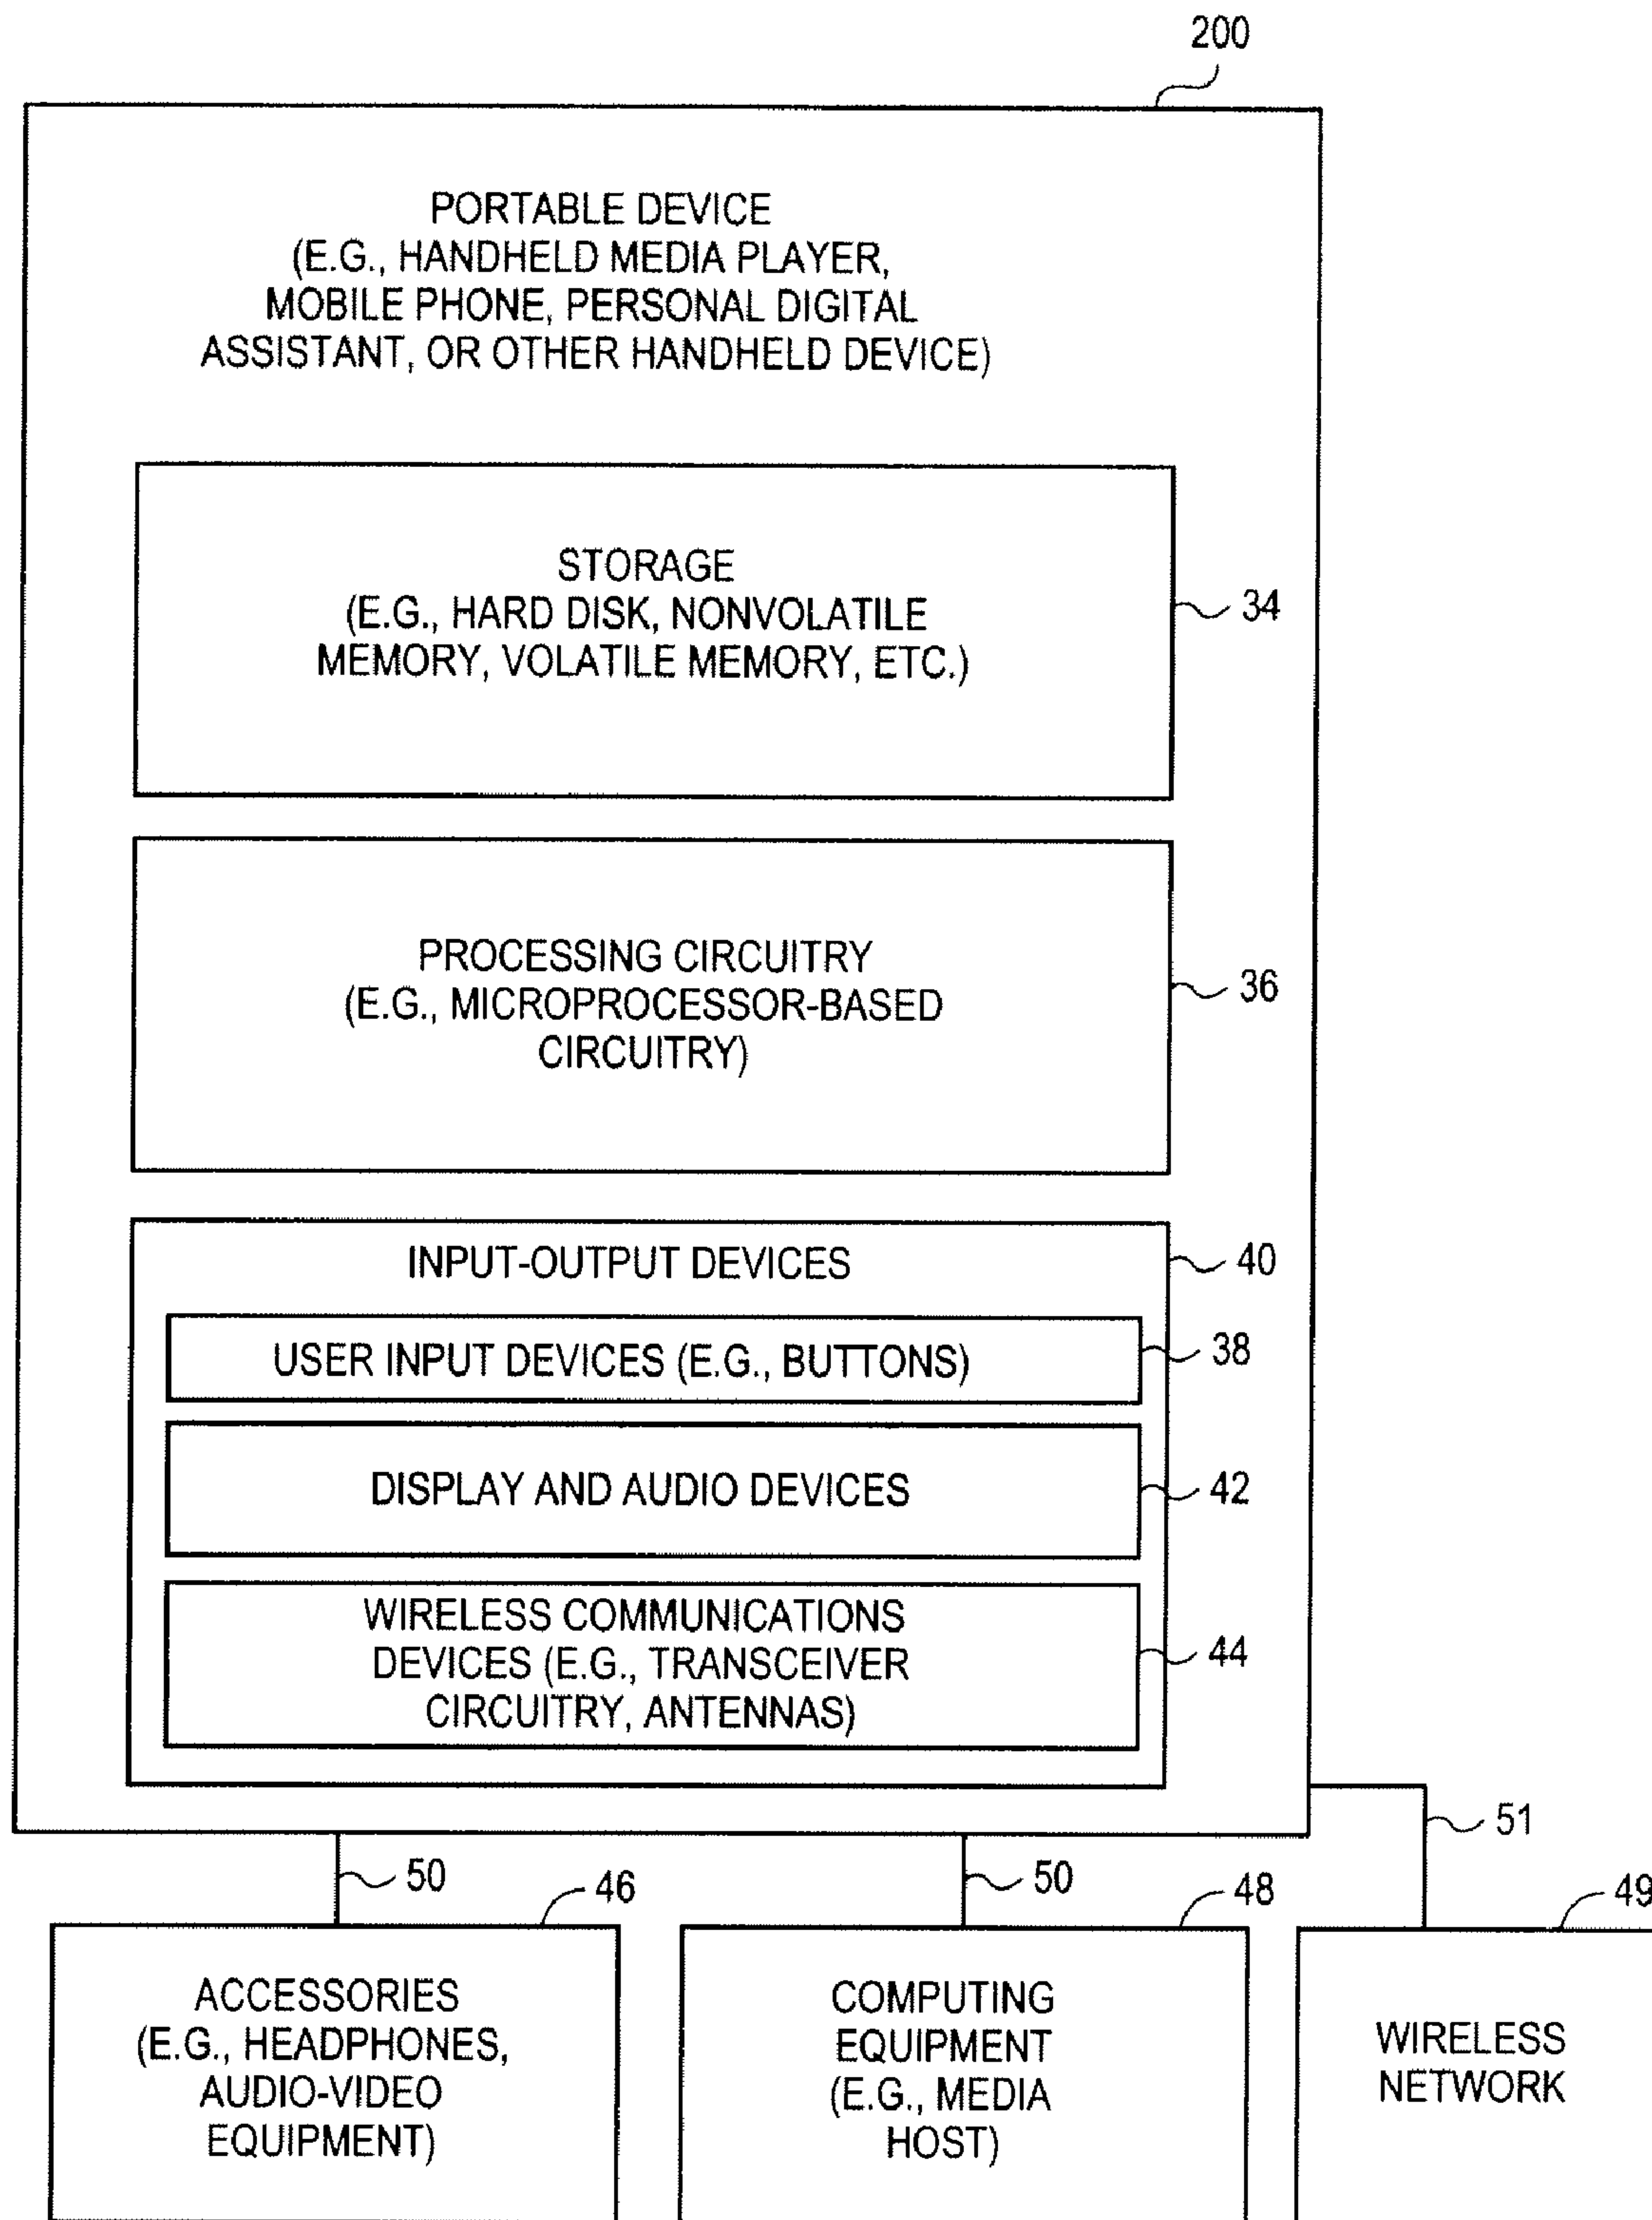 200
PORTABLE DEVICE
(E.G., HANDHELD MEDIA PLAYER,
MOBILE PHONE, PERSONAL DIGITAL
ASSISTANT, OR OTHER HANDHELD DEVICE)
STORAGE
(E.G., HARD DISK, NONVOLATILE
MEMORY, VOLATILE MEMORY, ETC.)
34
PROCESSING CIRCUITRY
(E.G., MICROPROCESSOR-BASED
CIRCUITRY)
36
INPUT-OUTPUT DEVICES
40
USER INPUT DEVICES (E.G., BUTTONS)
38
DISPLAY AND AUDIO DEVICES
42
WIRELESS COMMUNICATIONS
DEVICES (E.G., TRANSCEIVER
CIRCUITRY, ANTENNAS)
44
51
50
46
50
48
49
ACCESSORIES
(E.G., HEADPHONES,
AUDIO-VIDEO
EQUIPMENT)
COMPUTING
EQUIPMENT
(E.G., MEDIA
HOST)
WIRELESS
NETWORK